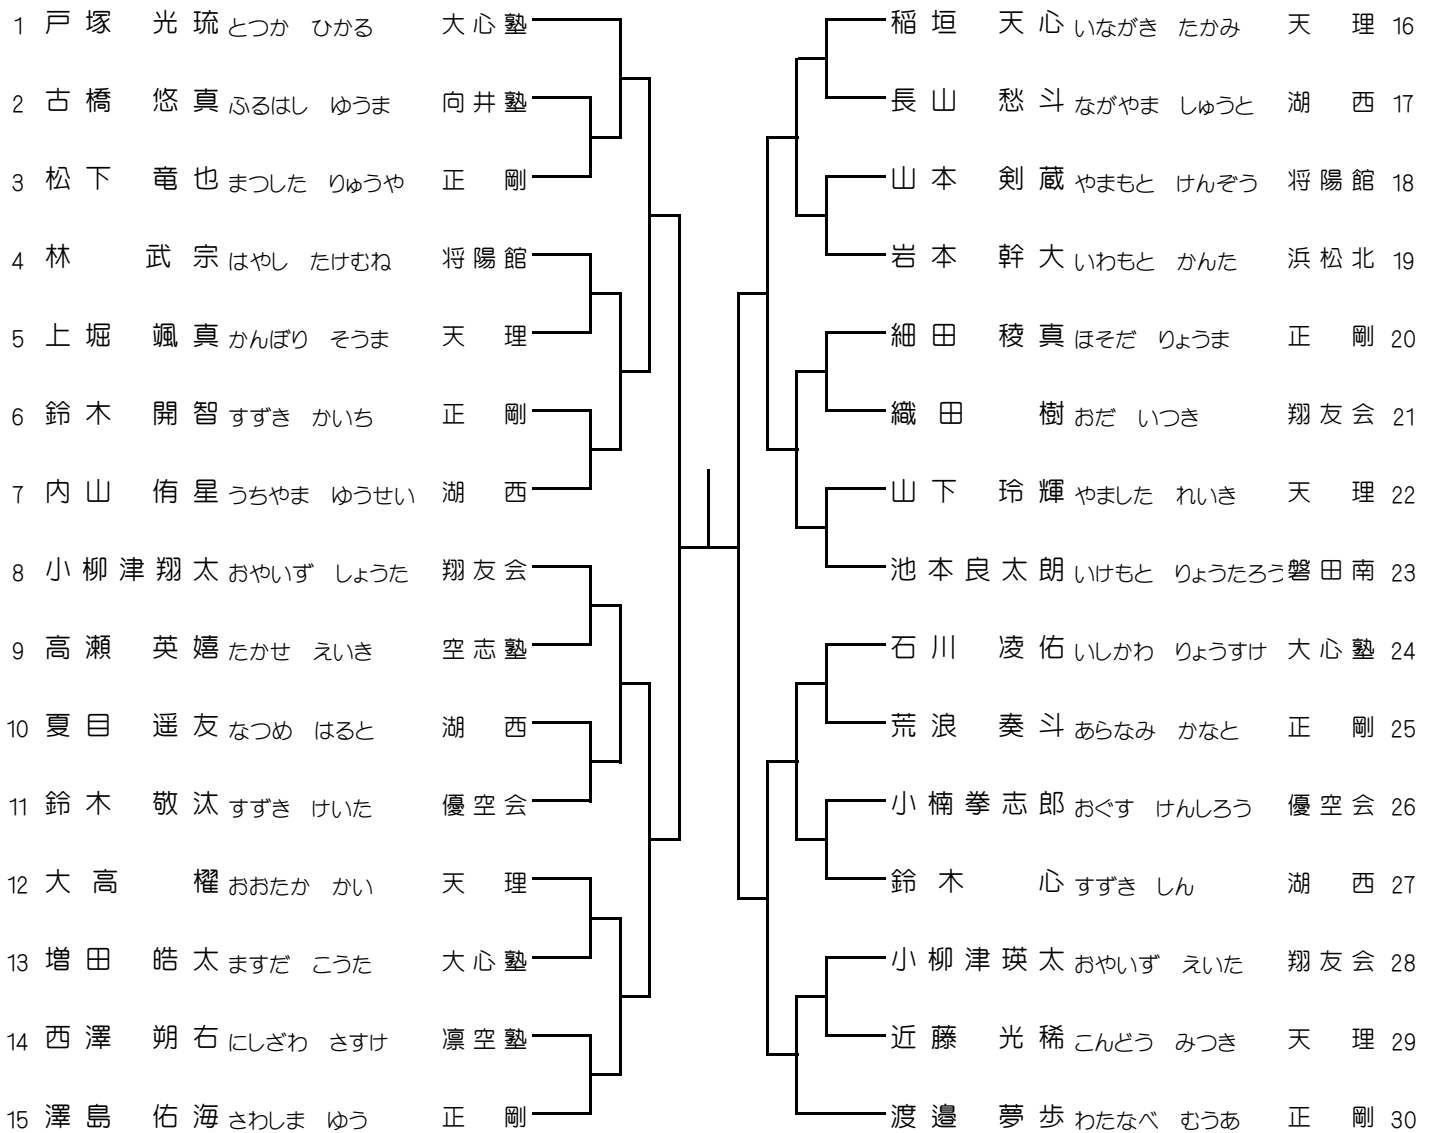 1 戸塚 光琉 とつか ひかる 大心塾
2 古橋 悠真 ふるはし ゆうま 向井塾
3 松下 竜也 まつした りゅうや 正剛
4 林 武宗 はやし たけむね 将陽館
5 上堀 颯真 かんぼり そうま 天理
6 鈴木 開智 すずき かいち 正剛
7 内山 侑星 うちやま ゆうせい 湖西
8 小柳津翔太 おやいず しょうた 翔友会
9 高瀬 英嬉 たかせ えいき 空志塾
10 夏目 遥友 なつめ はると 湖西
11 鈴木 敬汰 すずき けいた 優空会
12 大高 櫂 おおたか かい 天理
13 増田 皓太 ますだ こうた 大心塾
14 西澤 朔右 にしざわ さすけ 凛空塾
15 澤島 佑海 さわしま ゆう 正剛
稲垣 天心 いながき たかみ 天理 16
長山 愁斗 ながやま しゅうと 湖西 17
山本 剣蔵 やまもと けんぞう 将陽館 18
岩本 幹大 いわもと かんた 浜松北 19
細田 稜真 ほそだ りょうま 正剛 20
織田 樹 おだ いつき 翔友会 21
山下 玲輝 やました れいき 天理 22
池本良太朗 いけもと りょうたろう 磐田南 23
石川 凌佑 いしかわ りょうすけ 大心塾 24
荒浪 奏斗 あらなみ かなと 正剛 25
小楠拳志郎 おぐす けんしろう 優空会 26
鈴木 心 すずき しん 湖西 27
小柳津瑛太 おやいず えいた 翔友会 28
近藤 光稀 こんどう みつき 天理 29
渡邉 夢歩 わたなべ むうあ 正剛 30